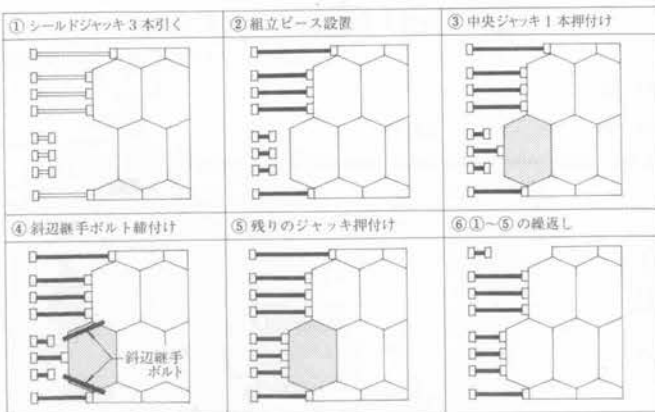 ① シールドジャッキ3本引く
② 組立ピース設置
③ 中央ジャッキ1本押付け
④ 斜辺継手ボルト締付け
斜辺継手
ボルト
⑤ 残りのジャッキ押付け
⑥ ①~⑤の繰返し